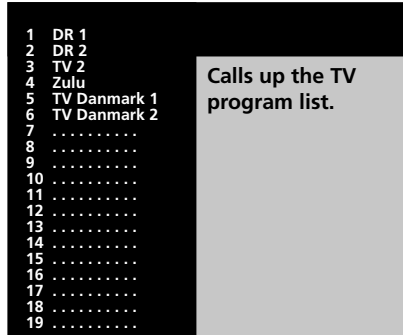 1 DR 1
2 DR 2
3 TV 2
4 Zulu
5 TV Danmark 1
6 TV Danmark 2
7 . . . . . . . . . .
8 . . . . . . . . . .
9 . . . . . . . . . .
10 . . . . . . . . . .
11 . . . . . . . . . .
12 . . . . . . . . . .
13 . . . . . . . . . .
14 . . . . . . . . . .
15 . . . . . . . . . .
16 . . . . . . . . . .
17 . . . . . . . . . .
18 . . . . . . . . . .
19 . . . . . . . . . .
Calls up the TV
program list.